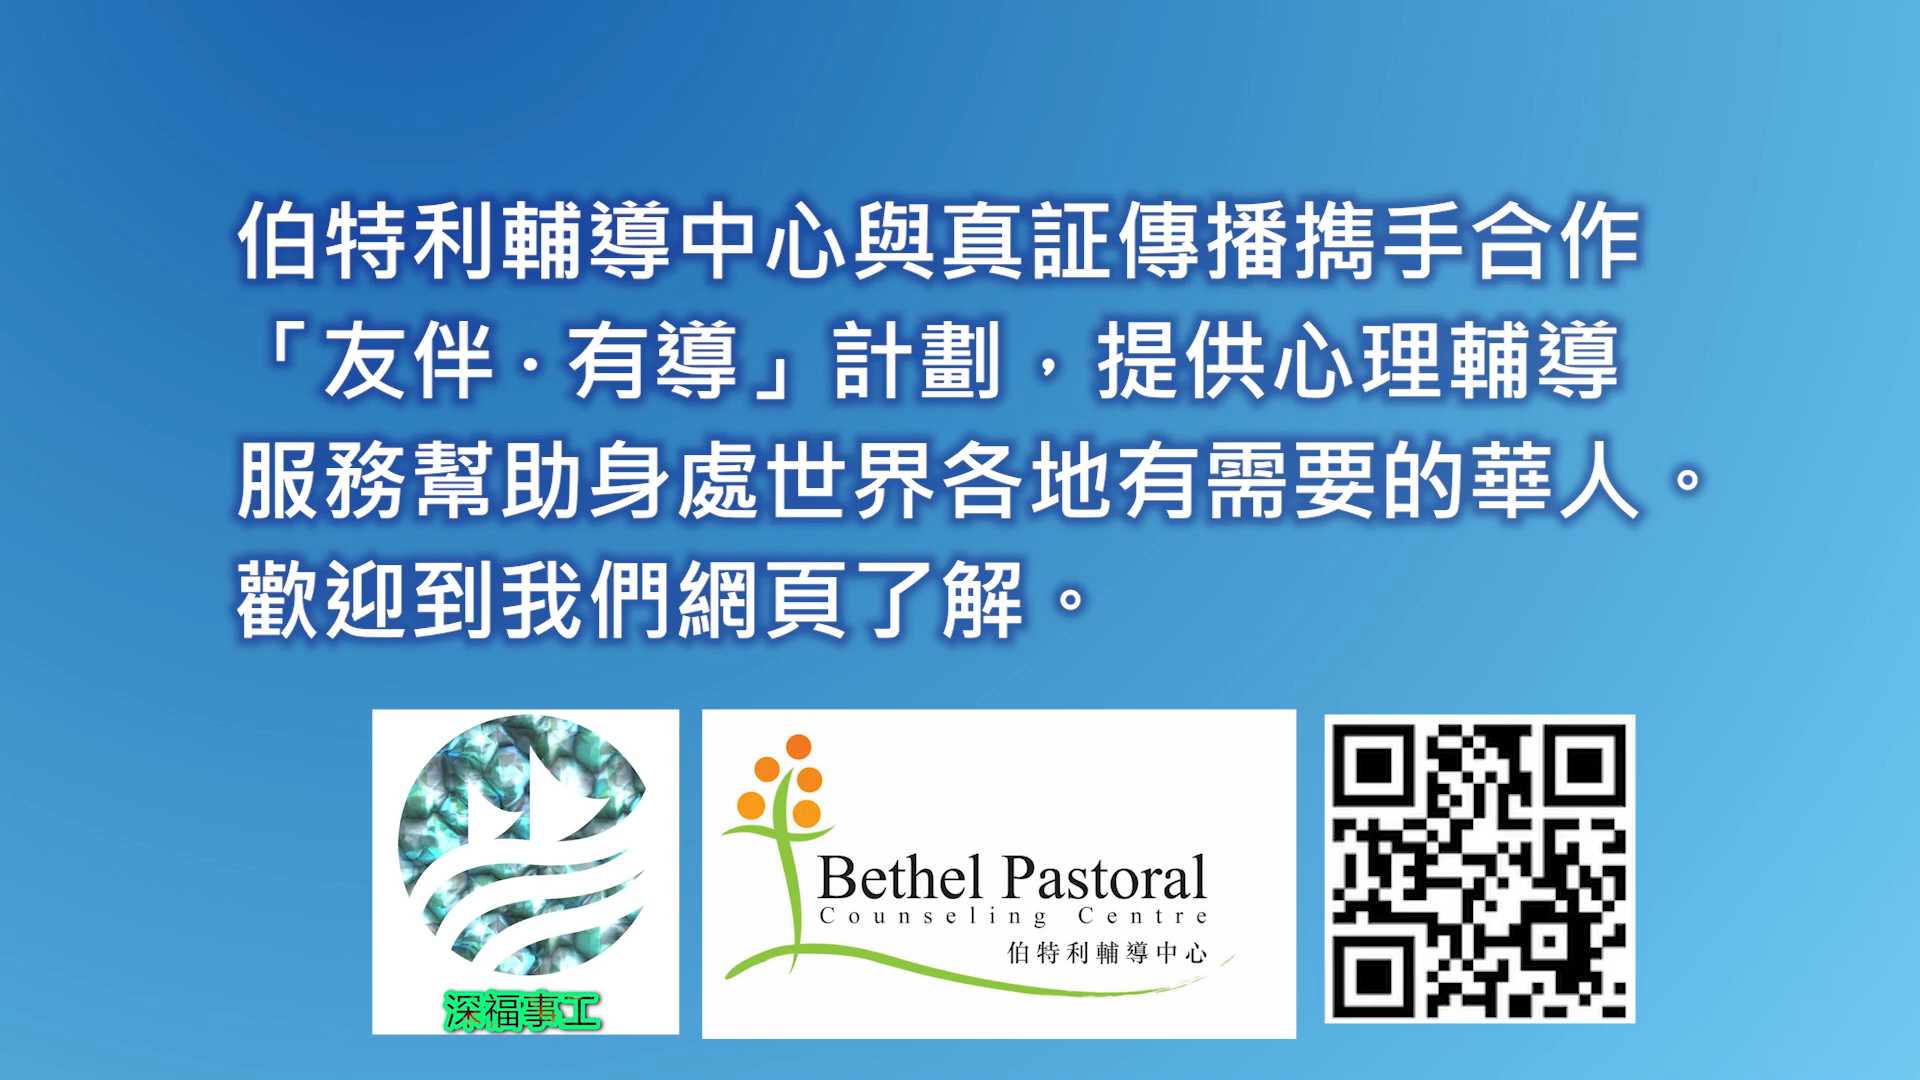 伯特利輔導中心與真証傳播携手合作
「友伴·有導」計劃，提供心理輔導
服務幫助身處世界各地有需要的華人。
歡迎到我們網頁了解。
深福事工
Bethel Pastoral
Counseling Centre
伯特利輔導中心